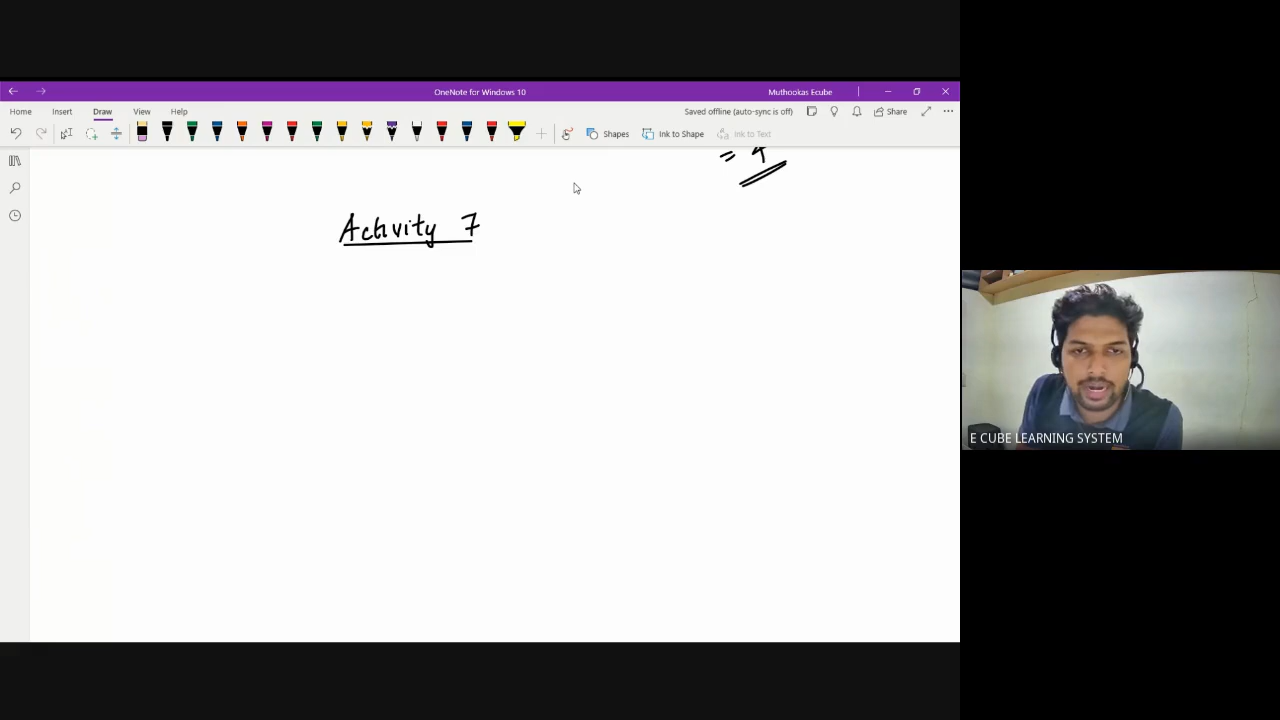 OneNote for Windows 10
Muthookas Ecube
Home Insert Draw View Help
Saved offline (auto-sync is off)
Share
Shapes
Ink to Shape
Ink to Text
=
Activity 7
E CUBE LEARNING SYSTEM